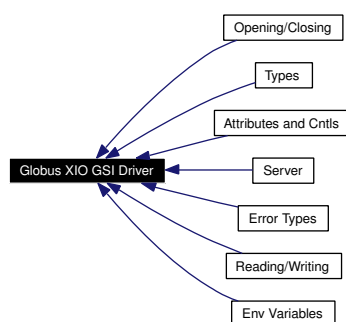 Opening/Closing
Types
Attributes and Cntls
Globus XIO GSI Driver
Server
Error Types
Reading/Writing
Env Variables